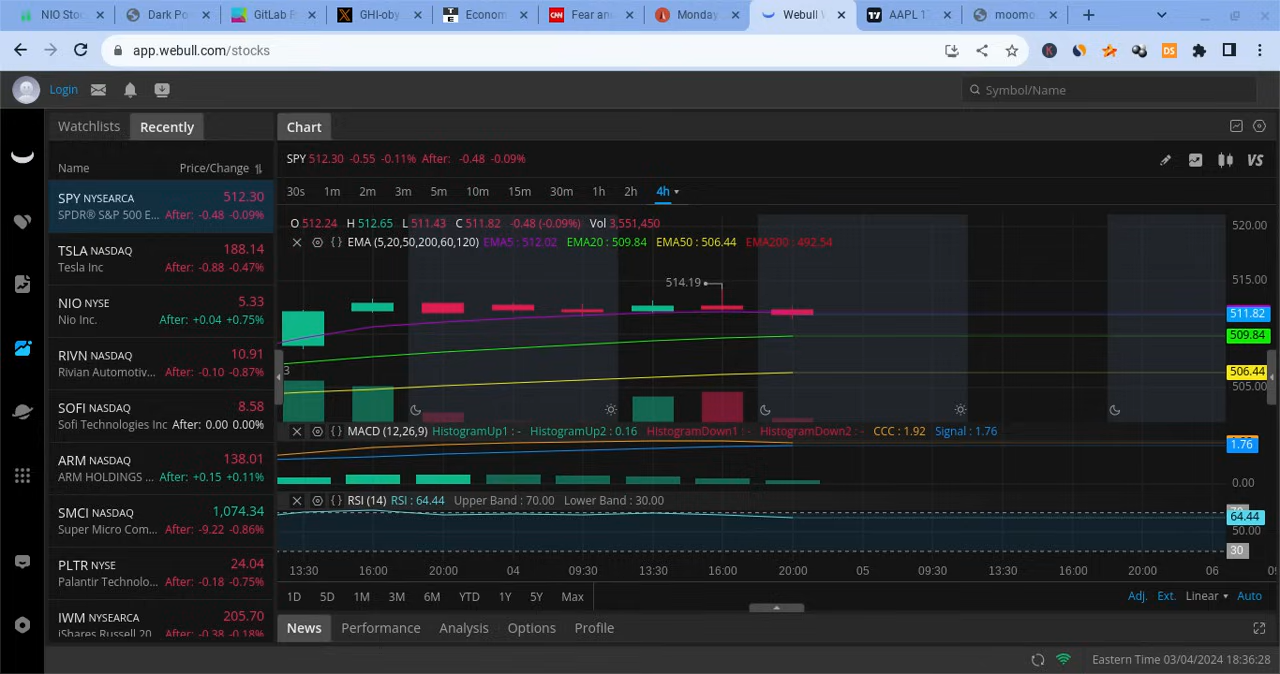 NIO Stoc
Dark Po
GitLab E
GHI-oby
Econom
Fear and
Monday
Webull
AAPL 17
moomo
app.webull.com/stocks
Login
Symbol/Name
Watchlists
Recently
Name
Price/Change
SPY NYSEARCA 512.30
SPDR® S&P 500 E... After: -0.48 -0.09%
TSLA NASDAQ 188.14
Tesla Inc After: -0.88 -0.47%
NIO NYSE 5.33
Nio Inc. After: +0.04 +0.75%
RIVN NASDAQ 10.91
Rivian Automotiv... After: -0.10 -0.87%
SOFI NASDAQ 8.58
Sofi Technologies Inc After: 0.00 0.00%
ARM NASDAQ 138.01
ARM HOLDINGS ... After: +0.15 +0.11%
SMCI NASDAQ 1,074.34
Super Micro Com... After: -9.22 -0.86%
PLTR NYSE 24.04
Palantir Technolo... After: -0.18 -0.75%
IWM NYSEARCA 205.70
iShares Russell 20 After: -0.38 -0.18%
Chart
SPY 512.30 -0.55 -0.11% After: -0.48 -0.09%
VS
30s 1m 2m 3m 5m 10m 15m 30m 1h 2h 4h
O 512.24 H 512.65 L 511.43 C 511.82 -0.48 (-0.09%) Vol 3,551,450
EMA (5,20,50,200,60,120) EMA5 : 512.02 EMA20 : 509.84 EMA50 : 506.44 EMA200 : 492.54
514.19
3
520.00
515.00
511.82
509.84
506.44
505.00
MACD (12,26,9) HistogramUp1 : - HistogramUp2 : 0.16 HistogramDown1 : - HistogramDown2 : - CCC : 1.92 Signal : 1.76
1.76
0.00
RSI (14) RSI : 64.44 Upper Band : 70.00 Lower Band : 30.00
64.44
50.00
30
13:30 16:00 20:00 04 09:30 13:30 16:00 20:00 05 09:30 13:30 16:00 20:00 06
1D 5D 1M 3M 6M YTD 1Y 5Y Max
Adj. Ext. Linear Auto
News Performance Analysis Options Profile
Eastern Time 03/04/2024 18:36:28